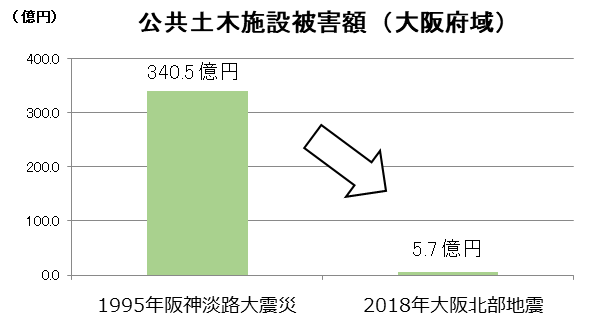 （億円）
公共土木施設被害額（大阪府域）
400.0
340.5億円
300.0
200.0
100.0
5.7億円
0.0
1995年阪神淡路大震災
2018年大阪北部地震